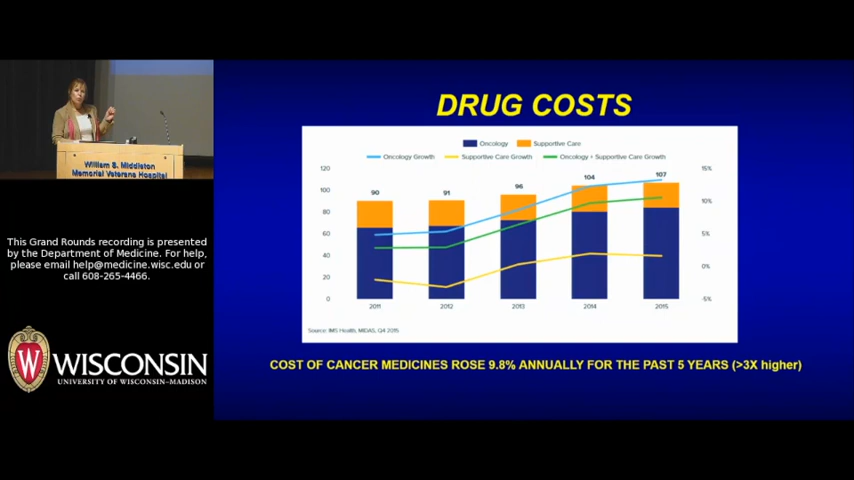 DRUG COSTS
Oncology Supportive Care
Oncology Growth Supportive Care Growth Oncology + Supportive Care Growth
120
100
80
60
40
20
0
90
91
96
104
107
15%
10%
5%
0%
-5%
2011 2012 2013 2014 2015
Source: IMS Health, MIDAS, Q4 2015
COST OF CANCER MEDICINES ROSE 9.8% ANNUALLY FOR THE PAST 5 YEARS (>3X higher)
William S. Middleton
Memorial Veterans Hospital
This Grand Rounds recording is presented
by the Department of Medicine. For help,
please email help@medicine.wisc.edu or
call 608-265-4466.
W
WISCONSIN
UNIVERSITY OF WISCONSIN–MADISON